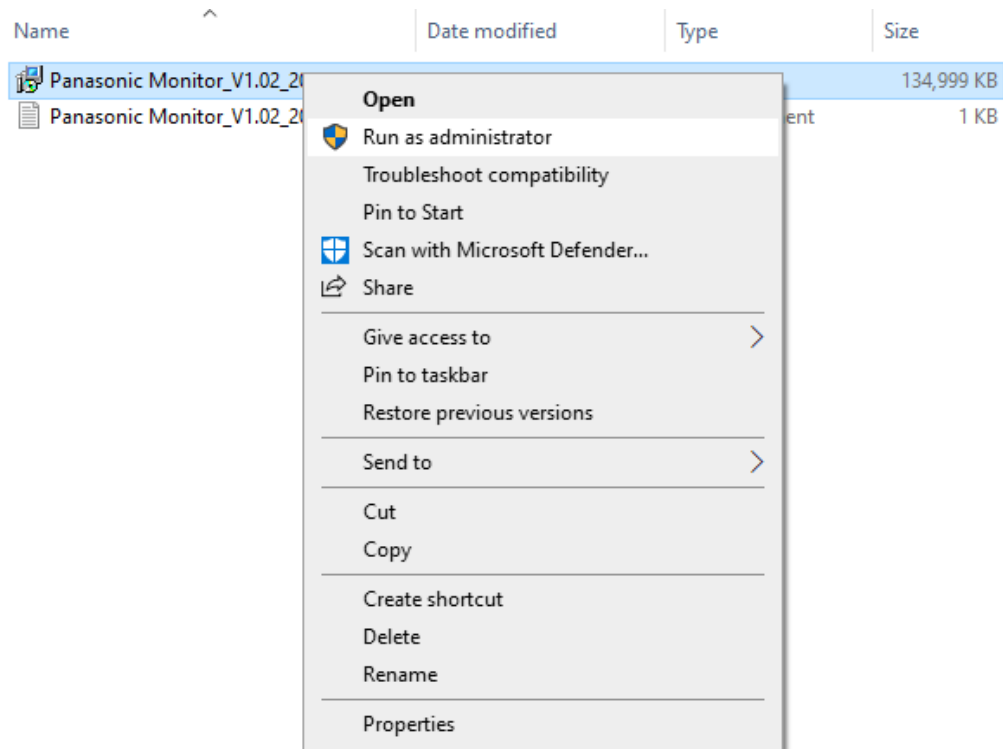 Name Date modified Type Size
Panasonic Monitor_V1.02_20 134,999 KB
Panasonic Monitor_V1.02_20 ent 1 KB
Open
Run as administrator
Troubleshoot compatibility
Pin to Start
Scan with Microsoft Defender...
Share
Give access to
Pin to taskbar
Restore previous versions
Send to
Cut
Copy
Create shortcut
Delete
Rename
Properties